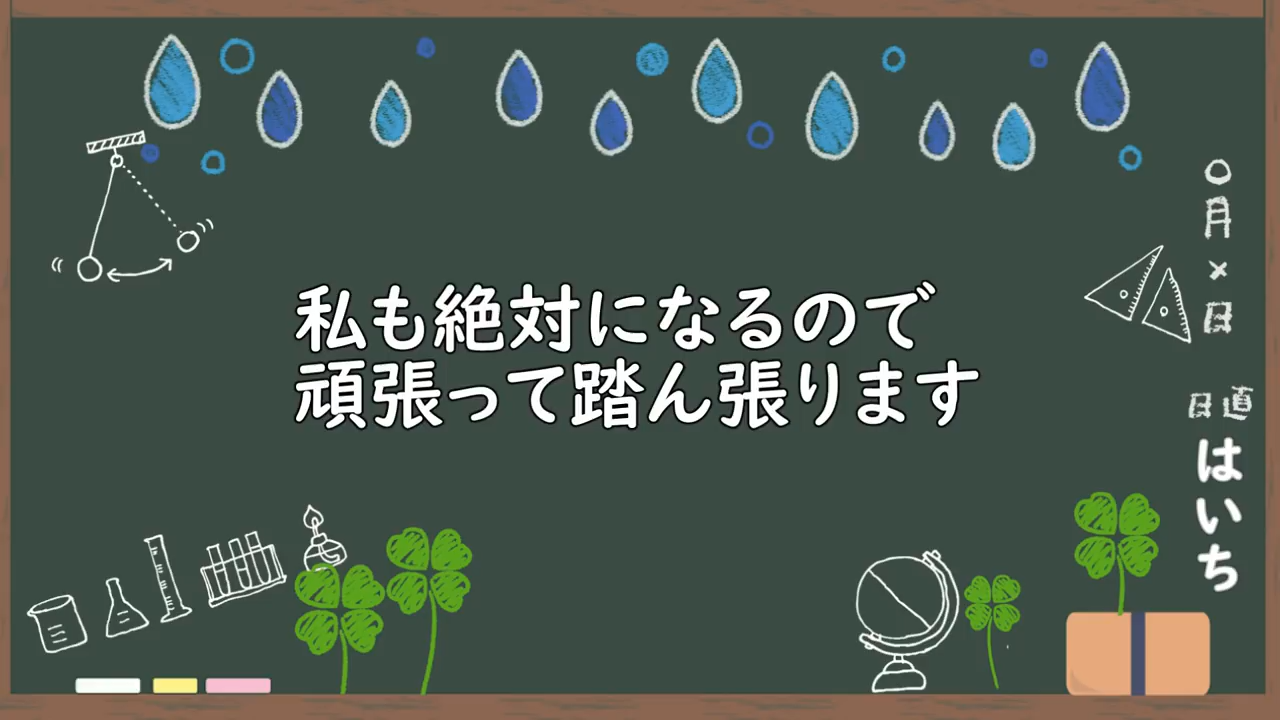 私も絶対になるので
頑張って踏ん張ります
〇月×日
日直
はいち